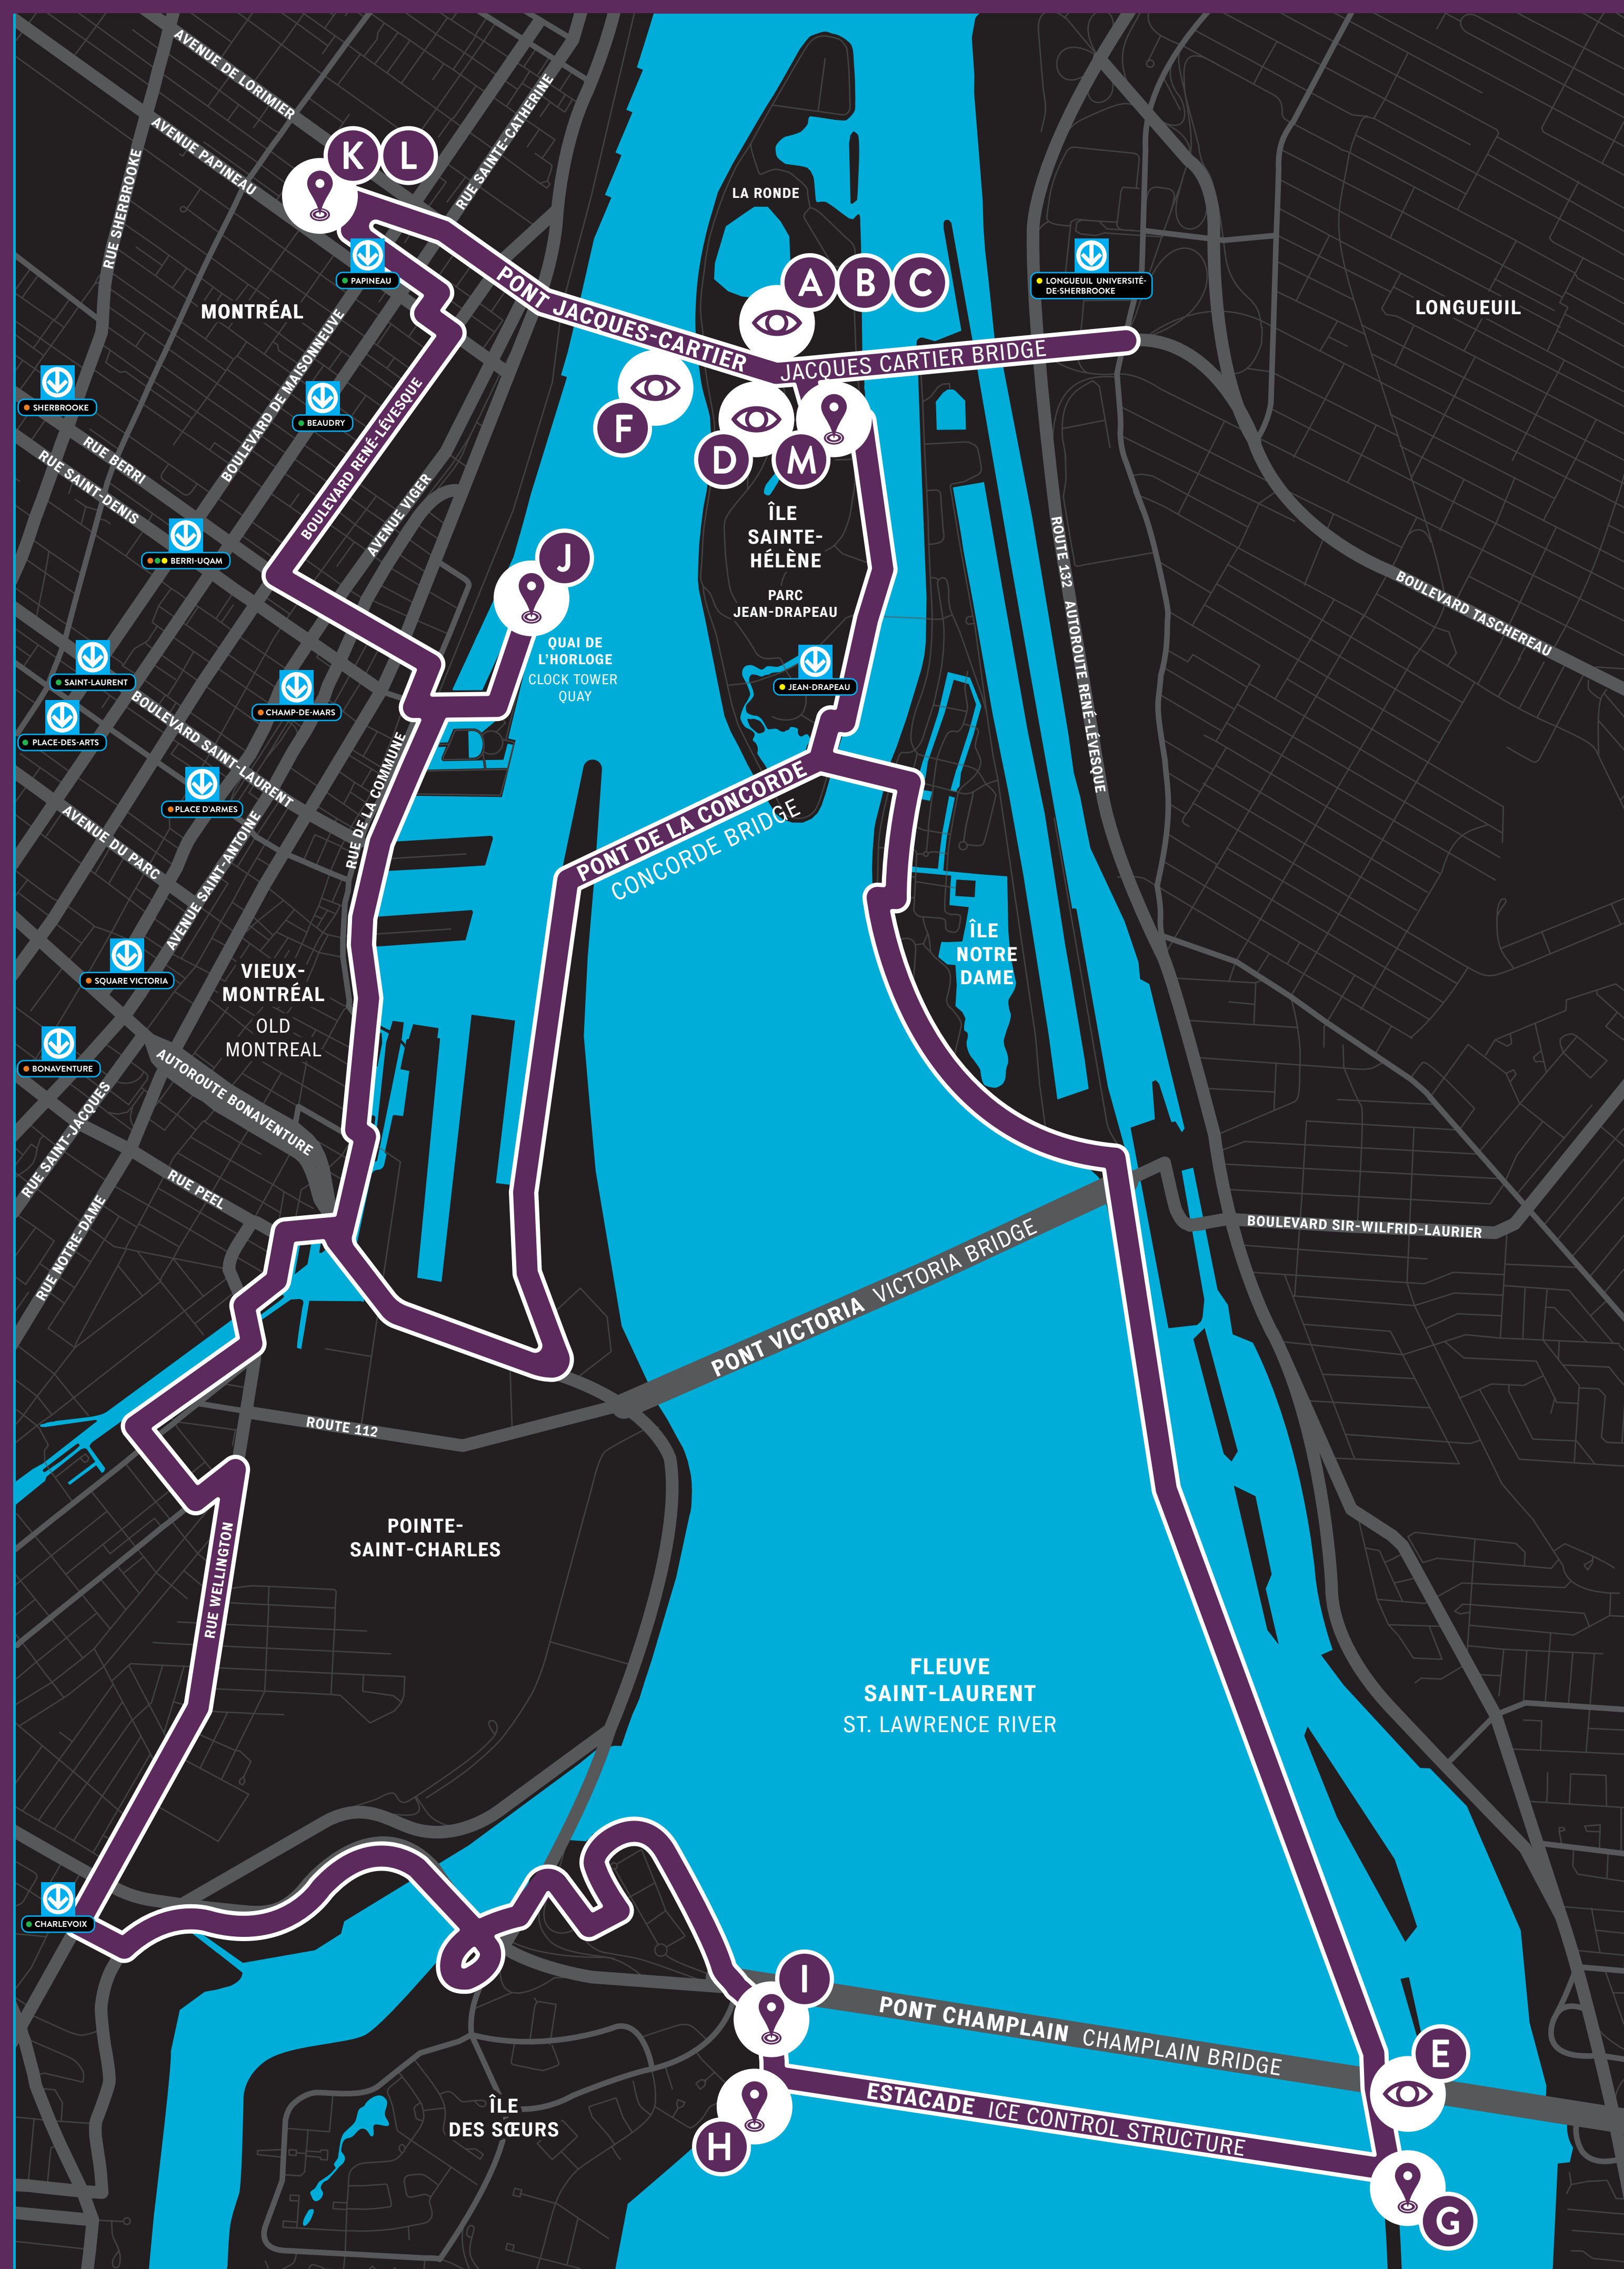 AVENUE DE LORIMIER
AVENUE PAPINEAU
RUE SHERBROOKE
RUE SAINTE-CATHERINE
K
L
LA RONDE
PAPINEAU
MONTRÉAL
PONT JACQUES-CARTIER
JACQUES CARTIER BRIDGE
A
B
C
LONGUEUIL UNIVERSITÉ-
DE-SHERBROOKE
LONGUEUIL
SHERBROOKE
BEAUDRY
BOULEVARD DE MAISONNEUVE
BOULEVARD RENÉ-LÉVESQUE
F
D
M
RUE BERRI
RUE SAINT-DENIS
AVENUE VIGER
BERRI-UQAM
ÎLE
SAINTE-
HÉLÈNE
PARC
JEAN-DRAPEAU
J
QUAI DE
L'HORLOGE
CLOCK TOWER
QUAY
JEAN-DRAPEAU
ROUTE 132 AUTOROUTE RENÉ-LÉVESQUE
BOULEVARD TASCHEREAU
SAINT-LAURENT
PLACE-DES-ARTS
CHAMP-DE-MARS
BOULEVARD SAINT-LAURENT
PLACE D'ARMES
RUE DE LA COMMUNE
AVENUE DU PARC
AVENUE SAINT-ANTOINE
PONT DE LA CONCORDE
CONCORDE BRIDGE
ÎLE
NOTRE
DAME
SQUARE VICTORIA
VIEUX-
MONTRÉAL
OLD
MONTREAL
BONAVENTURE
AUTOROUTE BONAVENTURE
RUE SAINT-JACQUES
RUE PEEL
RUE NOTRE-DAME
BOULEVARD SIR-WILFRID-LAURIER
PONT VICTORIA VICTORIA BRIDGE
ROUTE 112
POINTE-
SAINT-CHARLES
RUE WELLINGTON
FLEUVE
SAINT-LAURENT
ST. LAWRENCE RIVER
CHARLEVOIX
I
PONT CHAMPLAIN CHAMPLAIN BRIDGE
E
ESTACADE ICE CONTROL STRUCTURE
H
G
ÎLE
DES SŒURS